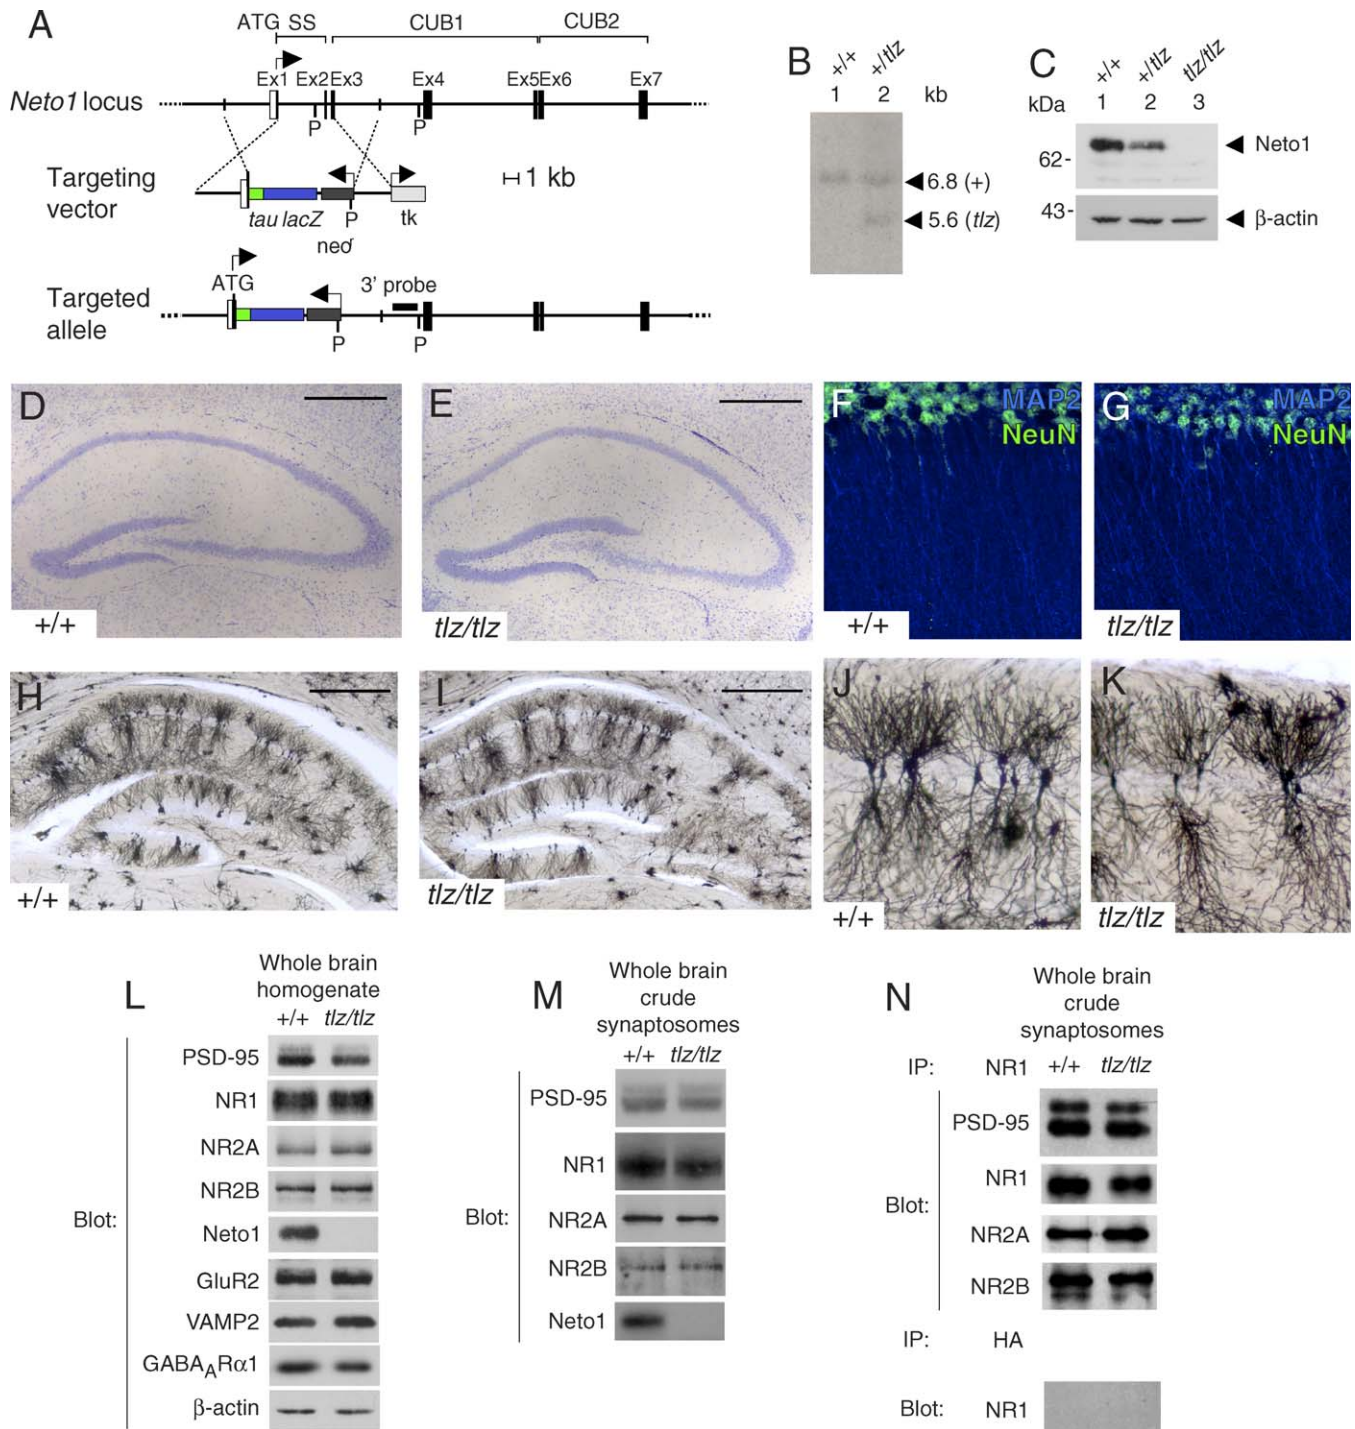 A
ATG
SS
CUB1
CUB2
Ex1
Ex2
Ex3
Ex4
Ex5
Ex6
Ex7
Neto1 locus
P
P
Targeting
vector
1 kb
tau lacZ
P
tk
neoʳ
ATG
3' probe
Targeted
allele
P
P
B
+/+
+/tlz
1
2
kb
6.8 (+)
5.6 (tlz)
C
+/+
+/tlz
tlz/tlz
kDa
1
2
3
62-
Neto1
43-
β-actin
D
+/+
E
tlz/tlz
F
MAP2
NeuN
+/+
G
MAP2
NeuN
tlz/tlz
H
+/+
I
tlz/tlz
J
+/+
K
tlz/tlz
L
Whole brain
homogenate
+/+ tlz/tlz
Blot:
PSD-95
NR1
NR2A
NR2B
Neto1
GluR2
VAMP2
GABAARα1
β-actin
M
Whole brain
crude
synaptosomes
+/+ tlz/tlz
Blot:
PSD-95
NR1
NR2A
NR2B
Neto1
N
Whole brain
crude
synaptosomes
IP: NR1 +/+ tlz/tlz
Blot:
PSD-95
NR1
NR2A
NR2B
IP: HA
Blot: NR1